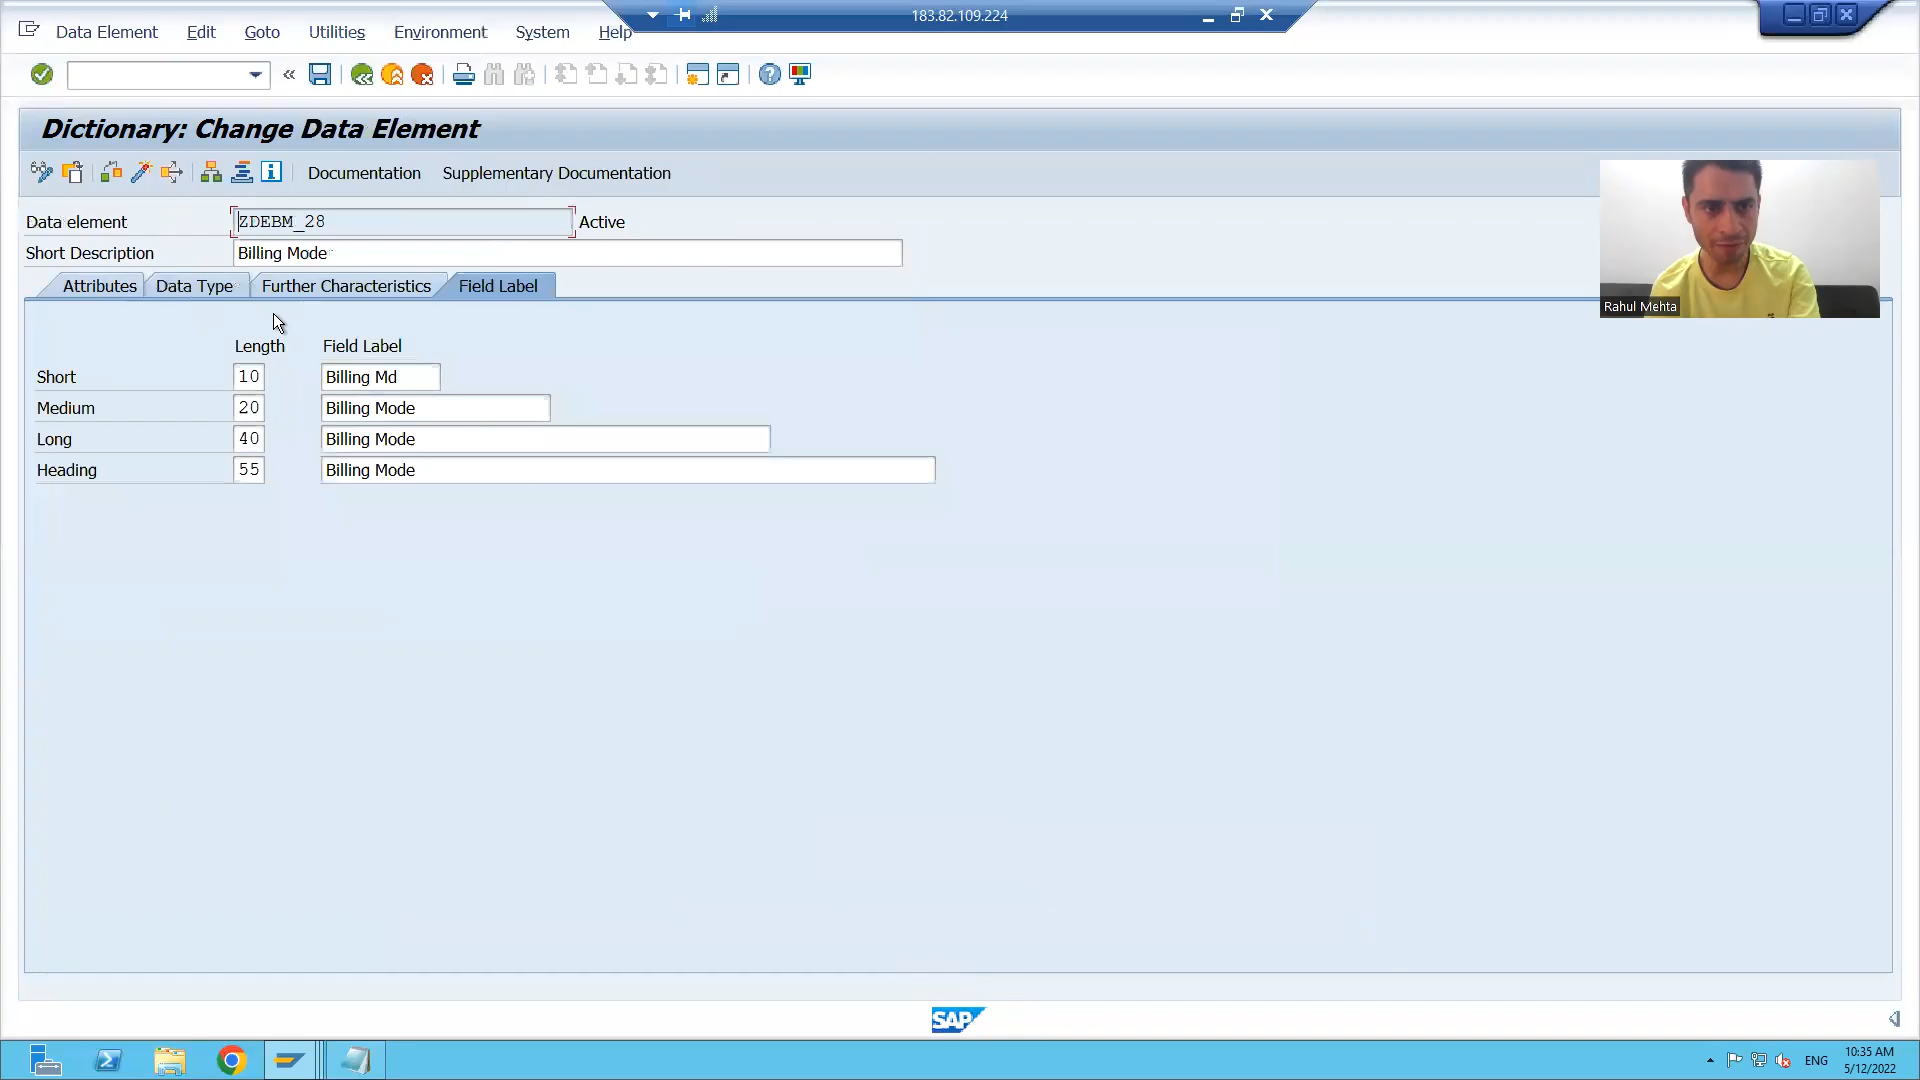 183.82.109.224
Data Element Edit Goto Utilities Environment System Help
Dictionary: Change Data Element
Documentation Supplementary Documentation
Data element ZDEBM_28 Active
Short Description Billing Mode
Attributes Data Type Further Characteristics Field Label
Rahul Mehta
Length Field Label
Short 10 Billing Md
Medium 20 Billing Mode
Long 40 Billing Mode
Heading 55 Billing Mode
SAP
ENG 10:35 AM
5/12/2022